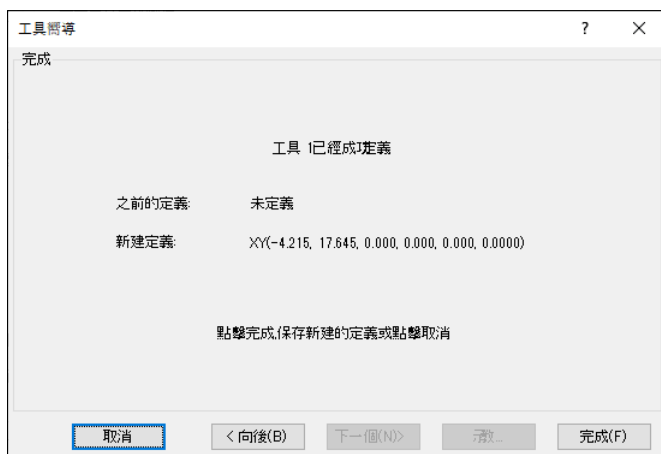 工具嚮導
?
完成
工具 1已經成功定義
之前的定義: 未定義
新建定義: XY(-4.215, 17.645, 0.000, 0.000, 0.000, 0.0000)
點擊完成,保存新建的定義或點擊取消
取消 < 向後(B) 下一個(N)> 示教... 完成(F)